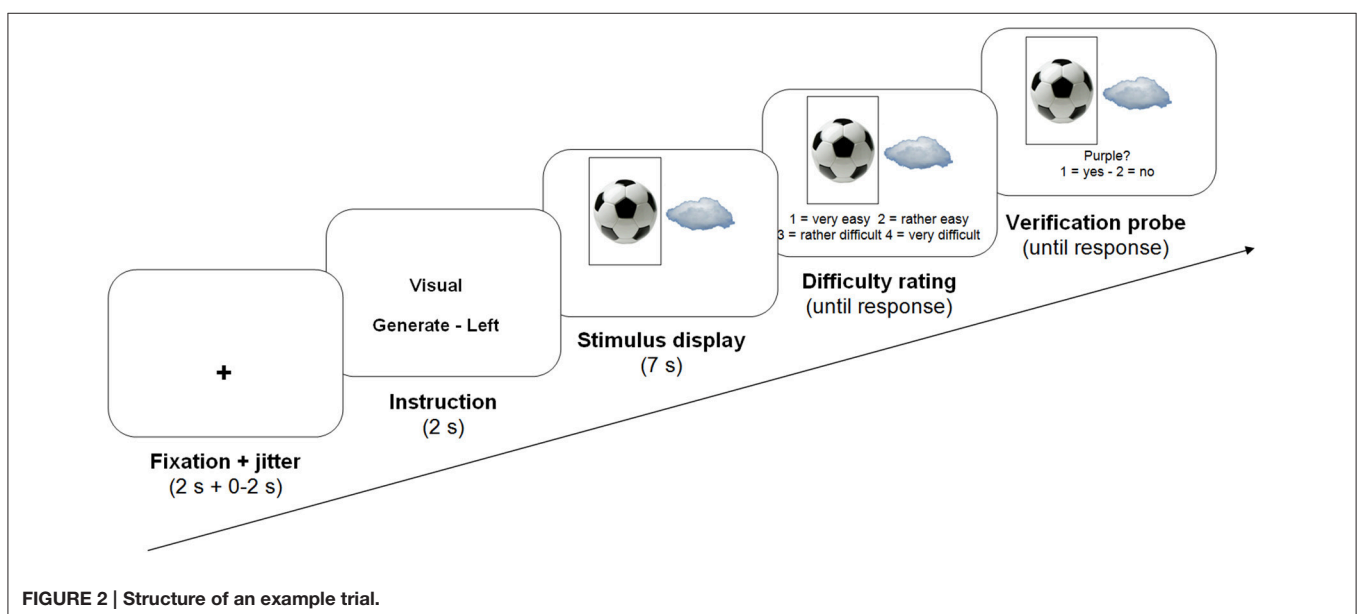 +
Fixation + jitter
(2 s + 0-2 s)
Visual
Generate - Left
Instruction
(2 s)
Stimulus display
(7 s)
1 = very easy 2 = rather easy
3 = rather difficult 4 = very difficult
Difficulty rating
(until response)
Purple?
1 = yes - 2 = no
Verification probe
(until response)
FIGURE 2 | Structure of an example trial.